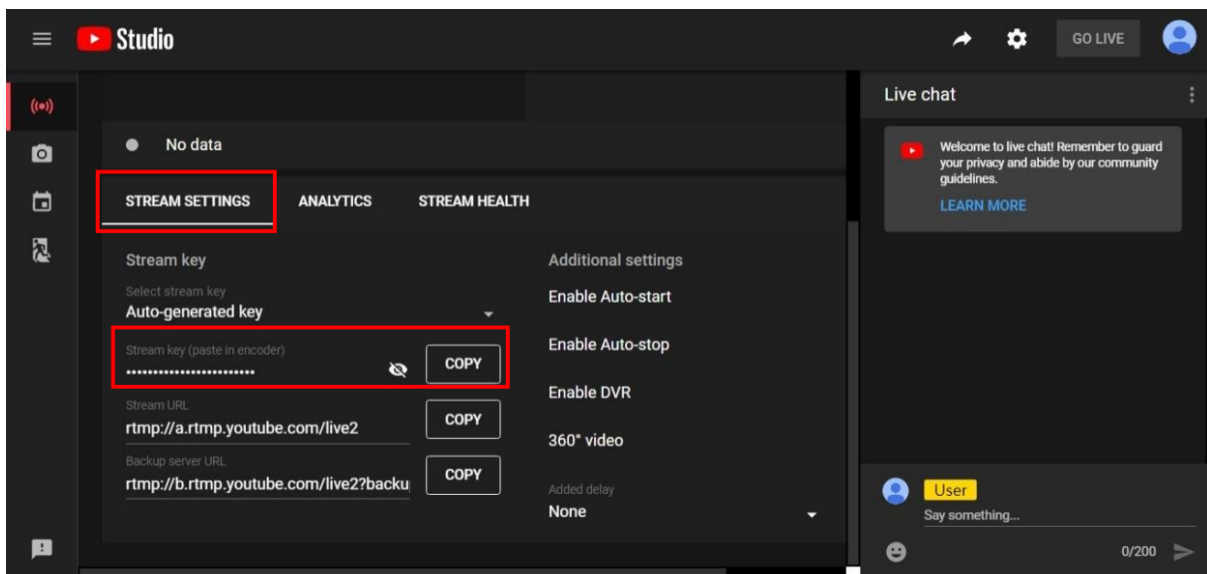 Studio
GO LIVE
No data
STREAM SETTINGS
ANALYTICS
STREAM HEALTH
Stream key
Select stream key
Auto-generated key
Stream key (paste in encoder)
•••••••••••••••••••••••
COPY
Stream URL
rtmp://a.rtmp.youtube.com/live2
COPY
Backup server URL
rtmp://b.rtmp.youtube.com/live2?backu
COPY
Additional settings
Enable Auto-start
Enable Auto-stop
Enable DVR
360° video
Added delay
None
Live chat
Welcome to live chat! Remember to guard
your privacy and abide by our community
guidelines.
LEARN MORE
User
Say something...
0/200